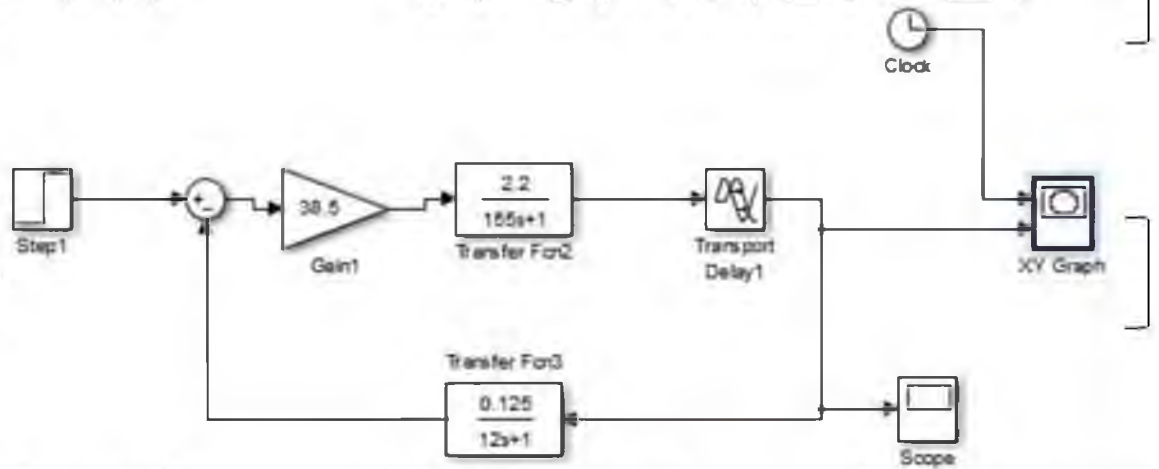 Clock
Step1
38.5
Gain1
2.2
155s+1
Transfer Fcn2
Transport
Delay1
XY Graph
Transfer Fcn3
0.125
12s+1
Scope